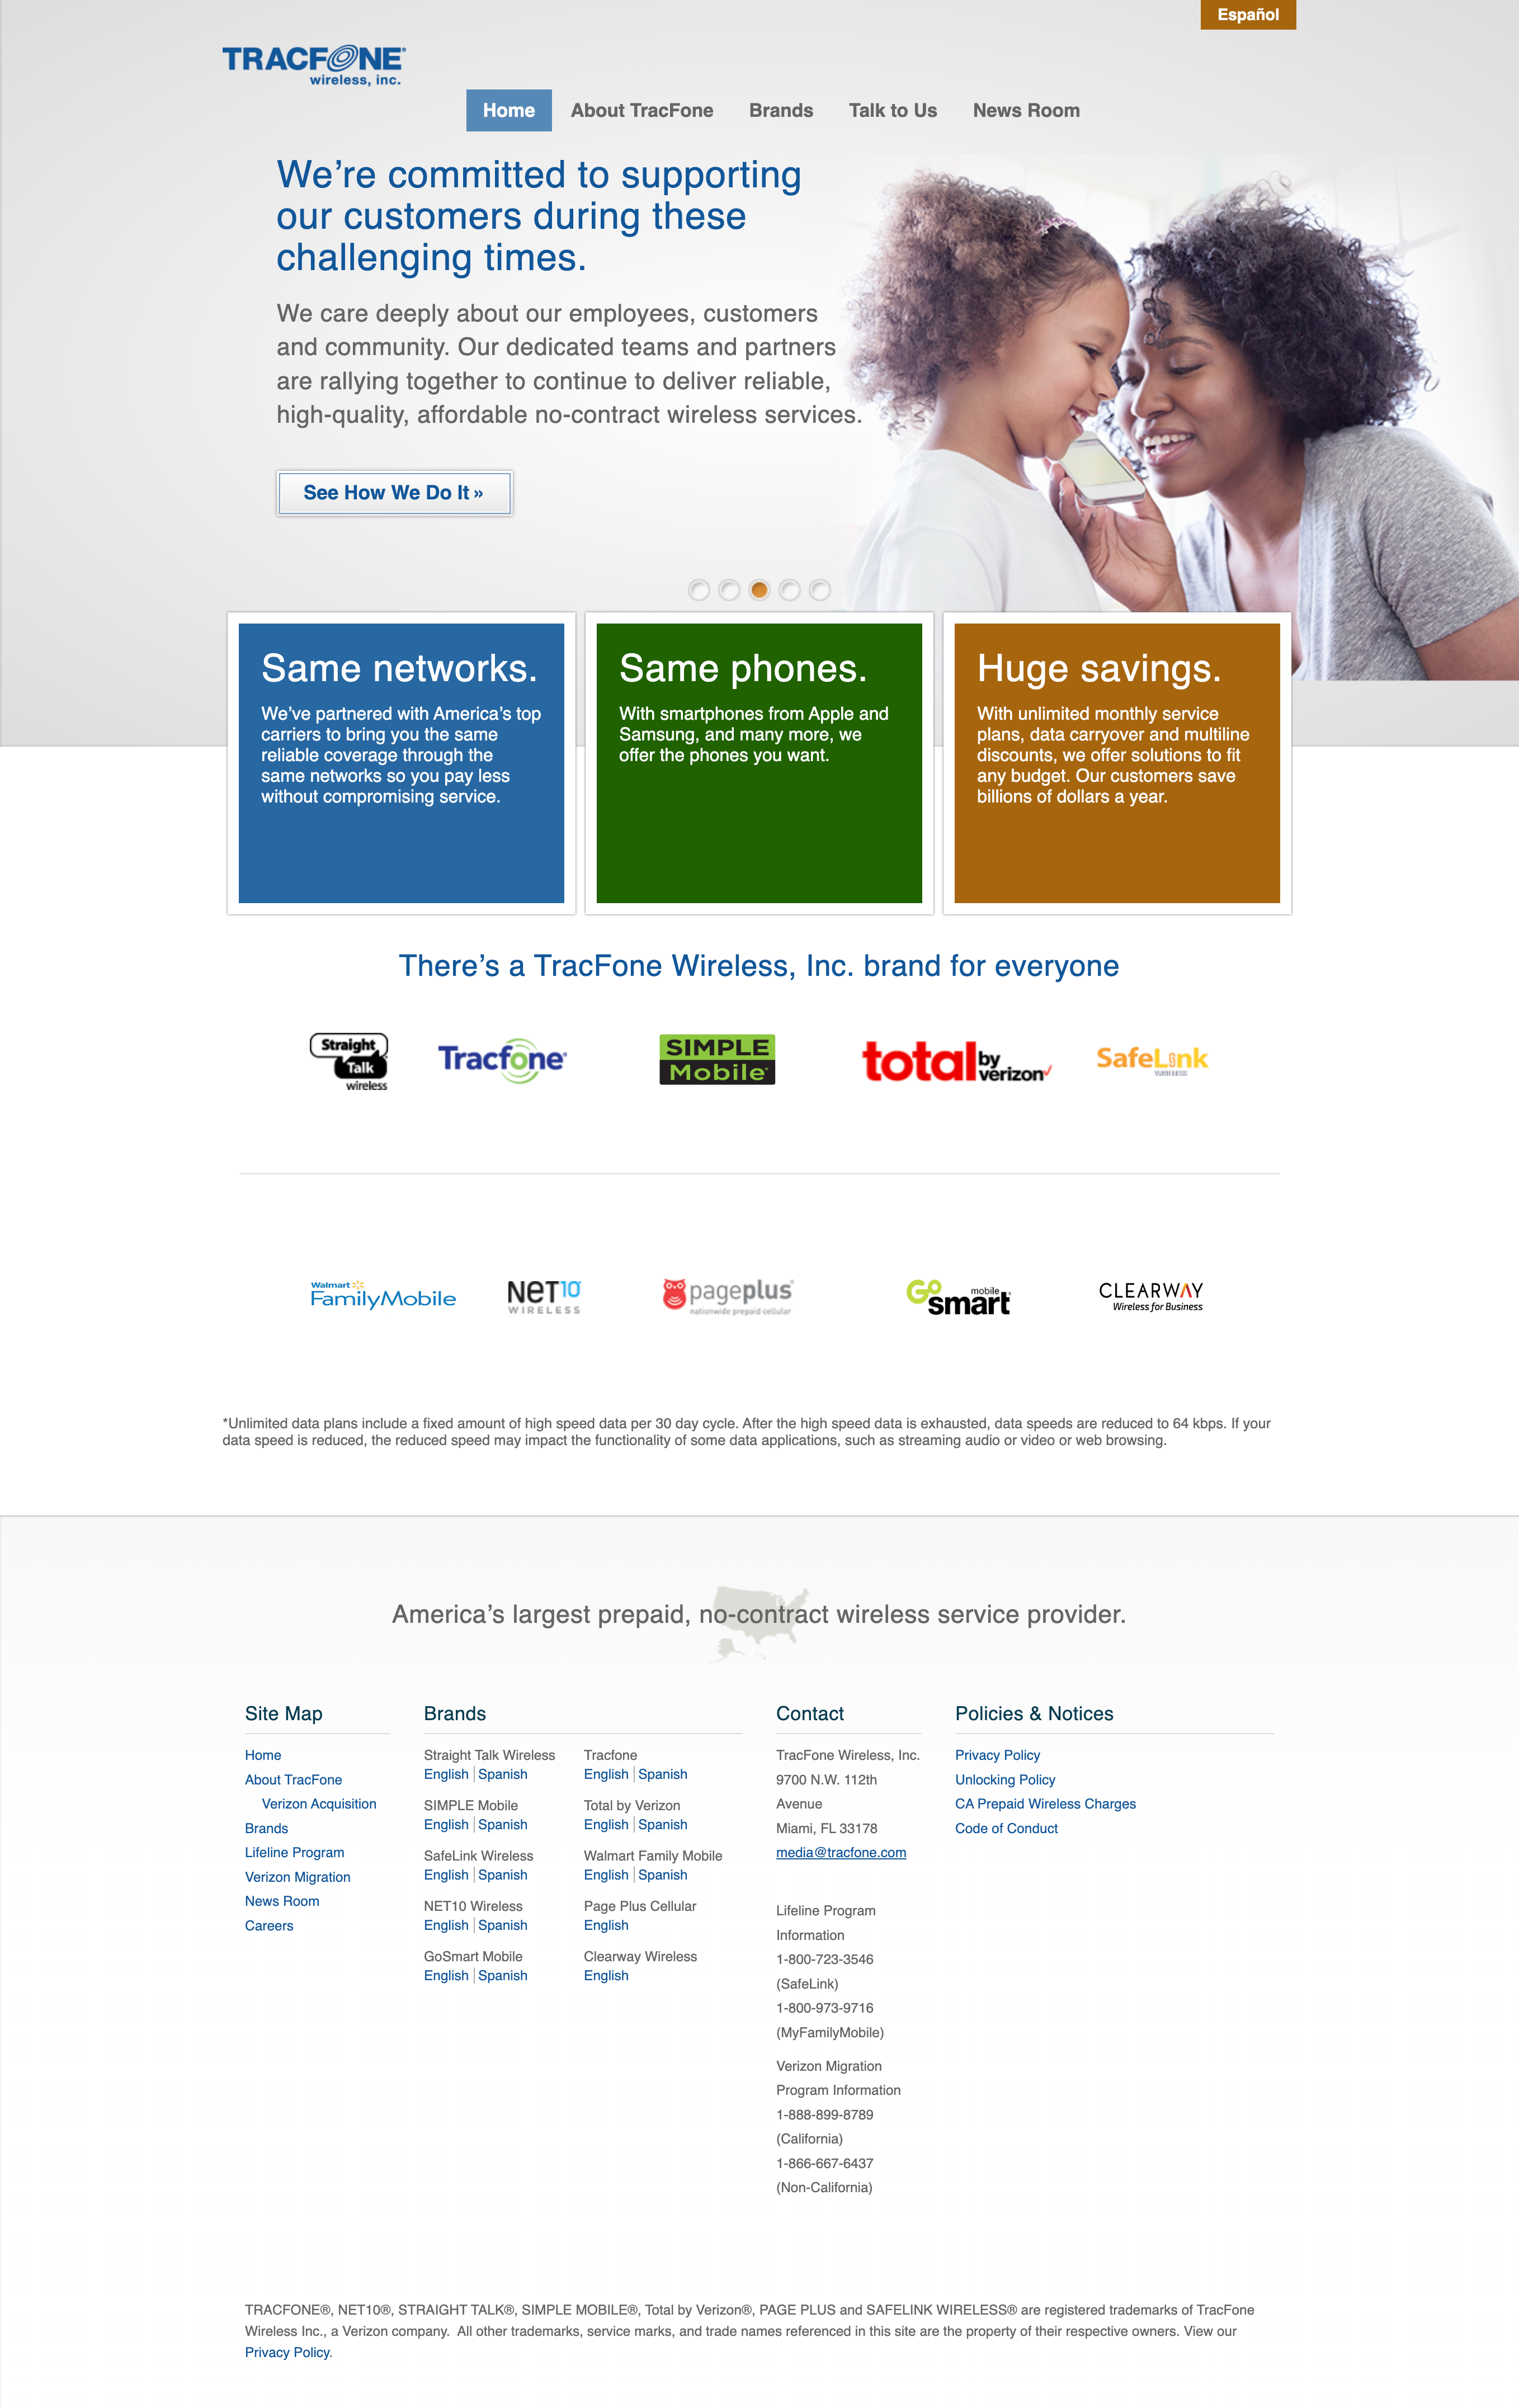 Español
TRACFONE®
wireless, inc.
Home
About TracFone
Brands
Talk to Us
News Room
We’re committed to supporting
our customers during these
challenging times.
We care deeply about our employees, customers
and community. Our dedicated teams and partners
are rallying together to continue to deliver reliable,
high-quality, affordable no-contract wireless services.
See How We Do It »
Same networks.
We’ve partnered with America’s top
carriers to bring you the same
reliable coverage through the
same networks so you pay less
without compromising service.
Same phones.
With smartphones from Apple and
Samsung, and many more, we
offer the phones you want.
Huge savings.
With unlimited monthly service
plans, data carryover and multiline
discounts, we offer solutions to fit
any budget. Our customers save
billions of dollars a year.
There’s a TracFone Wireless, Inc. brand for everyone
Straight
Talk
wireless
Tracfone®
SIMPLE
Mobile®
total by
verizon
SafeLink
WIRELESS
Walmart
FamilyMobile
NET10
WIRELESS
pageplus®
nationwide prepaid cellular
GO
mobile
smart
CLEARWAY
Wireless for Business
*Unlimited data plans include a fixed amount of high speed data per 30 day cycle. After the high speed data is exhausted, data speeds are reduced to 64 kbps. If your
data speed is reduced, the reduced speed may impact the functionality of some data applications, such as streaming audio or video or web browsing.
America’s largest prepaid, no-contract wireless service provider.
Site Map
Home
About TracFone
Verizon Acquisition
Brands
Lifeline Program
Verizon Migration
News Room
Careers
Brands
Straight Talk Wireless
English | Spanish
SIMPLE Mobile
English | Spanish
SafeLink Wireless
English | Spanish
NET10 Wireless
English | Spanish
GoSmart Mobile
English | Spanish
Tracfone
English | Spanish
Total by Verizon
English | Spanish
Walmart Family Mobile
English | Spanish
Page Plus Cellular
English
Clearway Wireless
English
Contact
TracFone Wireless, Inc.
9700 N.W. 112th
Avenue
Miami, FL 33178
media@tracfone.com
Lifeline Program
Information
1-800-723-3546
(SafeLink)
1-800-973-9716
(MyFamilyMobile)
Verizon Migration
Program Information
1-888-899-8789
(California)
1-866-667-6437
(Non-California)
Policies & Notices
Privacy Policy
Unlocking Policy
CA Prepaid Wireless Charges
Code of Conduct
TRACFONE®, NET10®, STRAIGHT TALK®, SIMPLE MOBILE®, Total by Verizon®, PAGE PLUS and SAFELINK WIRELESS® are registered trademarks of TracFone
Wireless Inc., a Verizon company. All other trademarks, service marks, and trade names referenced in this site are the property of their respective owners. View our
Privacy Policy.